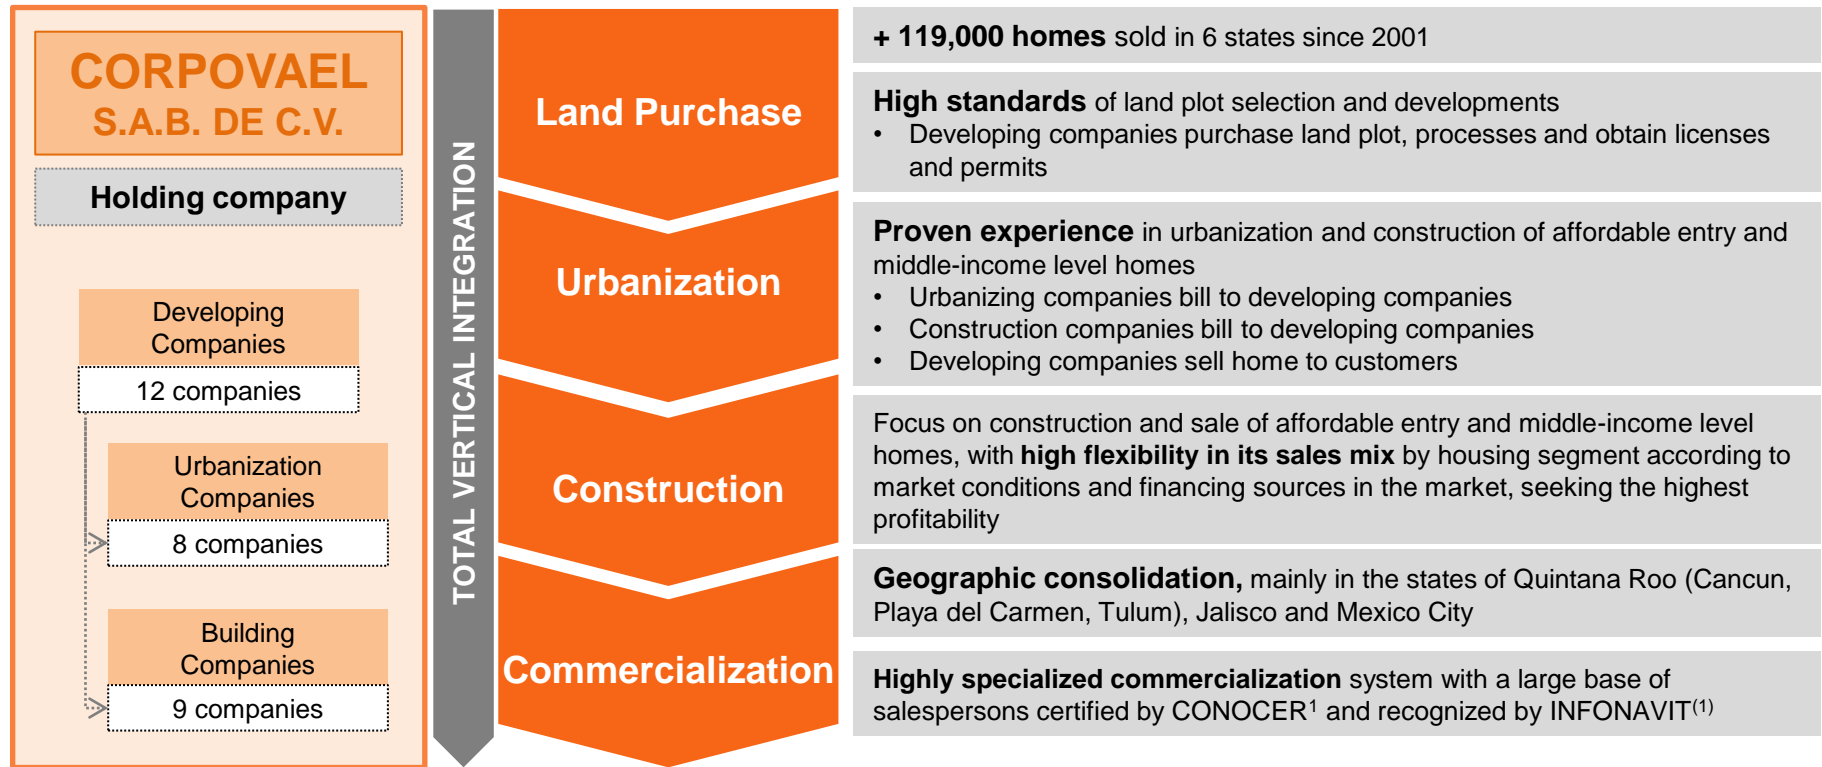 CORPOVAEL
S.A.B. DE C.V.
Holding company
Developing
Companies
12 companies
Urbanization
Companies
8 companies
Building
Companies
9 companies
TOTAL VERTICAL INTEGRATION
Land Purchase
Urbanization
Construction
Commercialization
+ 119,000 homes sold in 6 states since 2001
High standards of land plot selection and developments
• Developing companies purchase land plot, processes and obtain licenses
and permits
Proven experience in urbanization and construction of affordable entry and
middle-income level homes
• Urbanizing companies bill to developing companies
• Construction companies bill to developing companies
• Developing companies sell home to customers
Focus on construction and sale of affordable entry and middle-income level
homes, with high flexibility in its sales mix by housing segment according to
market conditions and financing sources in the market, seeking the highest
profitability
Geographic consolidation, mainly in the states of Quintana Roo (Cancun,
Playa del Carmen, Tulum), Jalisco and Mexico City
Highly specialized commercialization system with a large base of
salespersons certified by CONOCER¹ and recognized by INFONAVIT⁽¹⁾